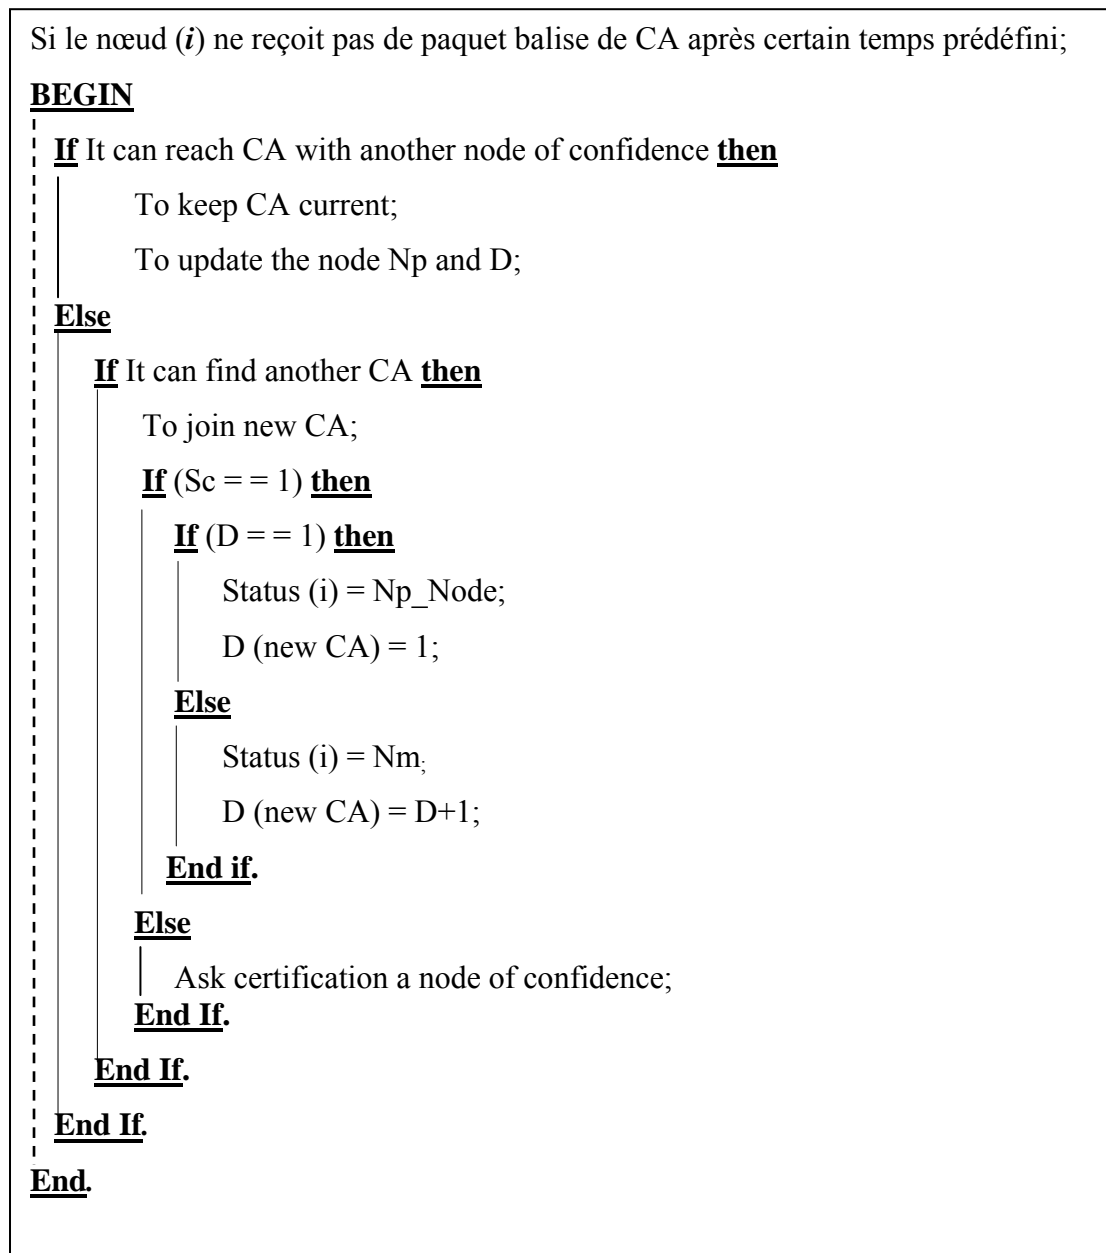 Si le nœud (i) ne reçoit pas de paquet balise de CA après certain temps prédéfini;
BEGIN
If It can reach CA with another node of confidence then
To keep CA current;
To update the node Np and D;
Else
If It can find another CA then
To join new CA;
If (Sc = = 1) then
If (D = = 1) then
Status (i) = Np_Node;
D (new CA) = 1;
Else
Status (i) = Nm;
D (new CA) = D+1;
End if.
Else
Ask certification a node of confidence;
End If.
End If.
End If.
End.